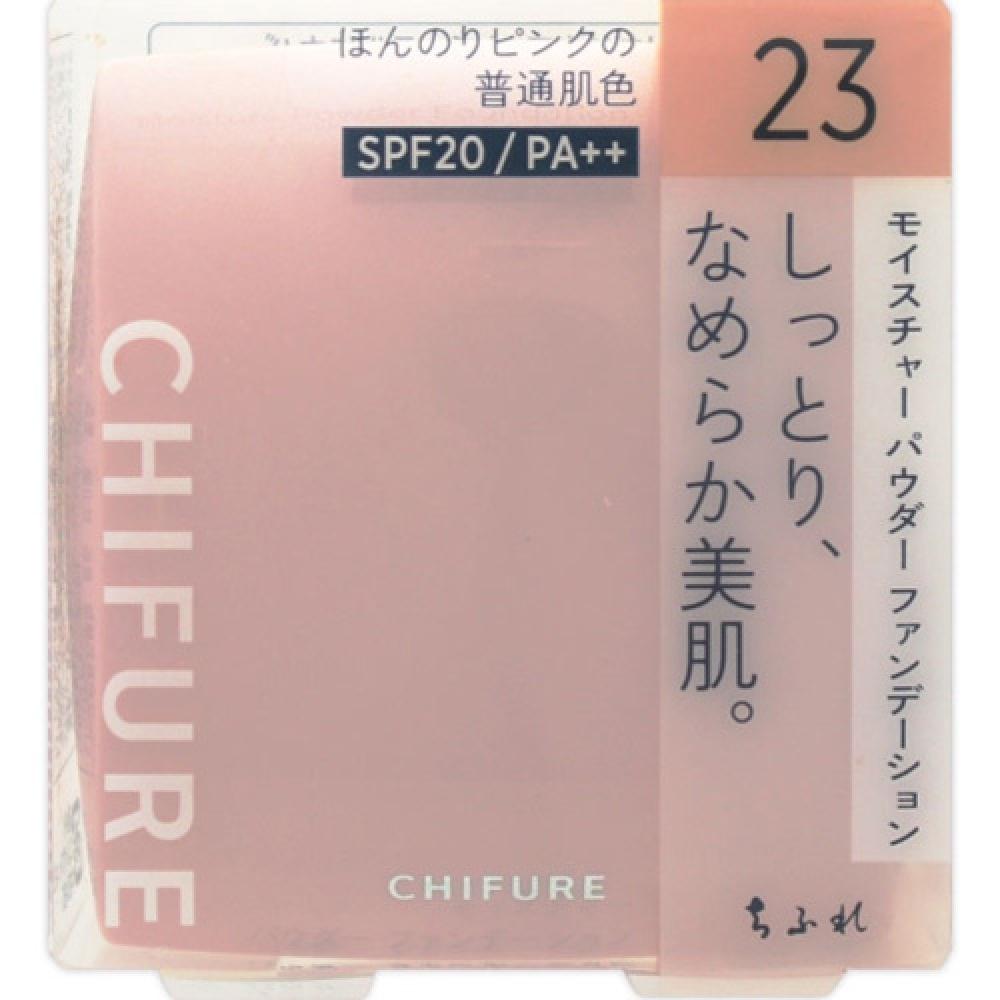 ほんのりピンクの
普通肌色
SPF20 / PA++
23
モイスチャー パウダー ファンデーション
しっとり、
なめらか美肌。
CHIFURE
CHIFURE
ちふれ